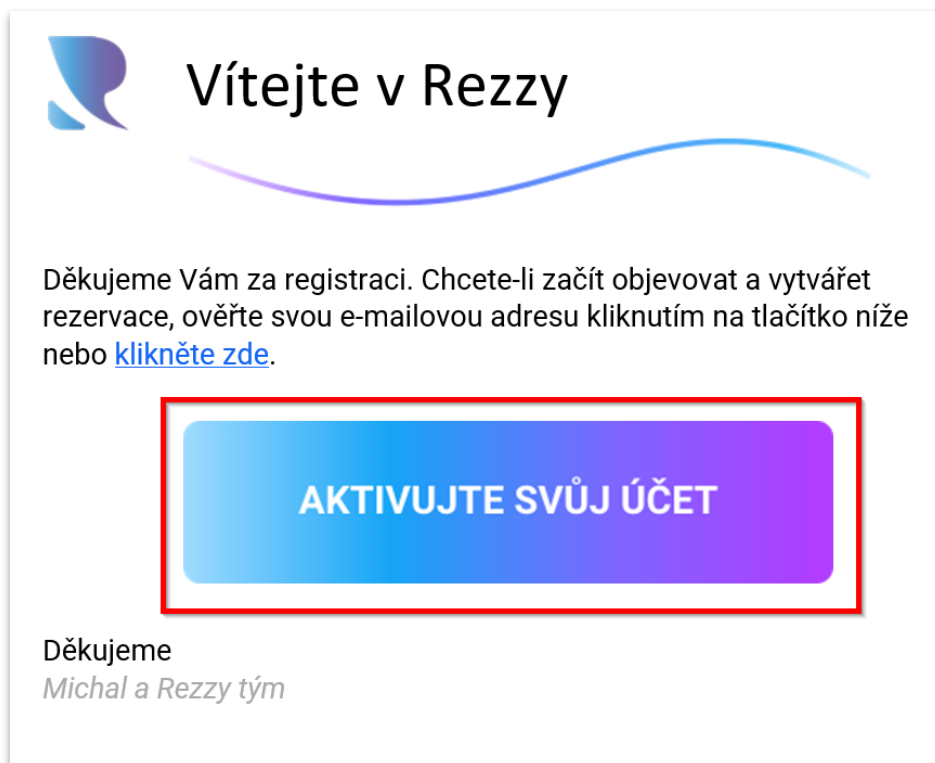 Vítejte v Rezzy
Děkujeme Vám za registraci. Chcete-li začít objevovat a vytvářet
rezervace, ověřte svou e-mailovou adresu kliknutím na tlačítko níže
nebo klikněte zde.
AKTIVUJTE SVŮJ ÚČET
Děkujeme
Michal a Rezzy tým